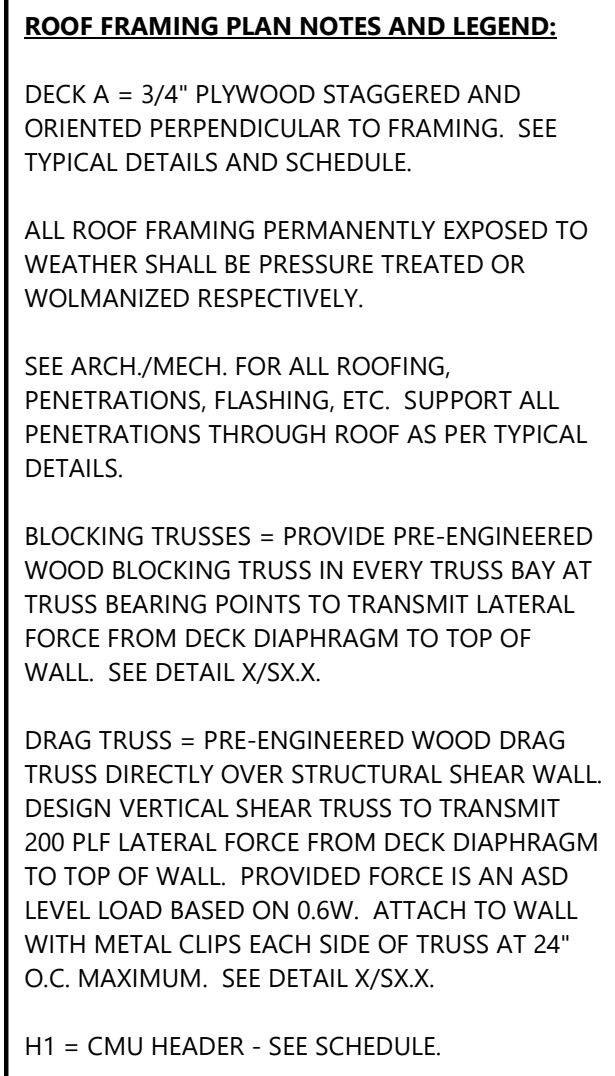 ROOF FRAMING PLAN NOTES AND LEGEND:
DECK A = 3/4" PLYWOOD STAGGERED AND
ORIENTED PERPENDICULAR TO FRAMING.  SEE
TYPICAL DETAILS AND SCHEDULE.
ALL ROOF FRAMING PERMANENTLY EXPOSED TO
WEATHER SHALL BE PRESSURE TREATED OR
WOLMANIZED RESPECTIVELY.
SEE ARCH./MECH. FOR ALL ROOFING,
PENETRATIONS, FLASHING, ETC.  SUPPORT ALL
PENETRATIONS THROUGH ROOF AS PER TYPICAL
DETAILS.
BLOCKING TRUSSES = PROVIDE PRE-ENGINEERED
WOOD BLOCKING TRUSS IN EVERY TRUSS BAY AT
TRUSS BEARING POINTS TO TRANSMIT LATERAL
FORCE FROM DECK DIAPHRAGM TO TOP OF
WALL.  SEE DETAIL X/SX.X.
DRAG TRUSS = PRE-ENGINEERED WOOD DRAG
TRUSS DIRECTLY OVER STRUCTURAL SHEAR WALL.
DESIGN VERTICAL SHEAR TRUSS TO TRANSMIT
200 PLF LATERAL FORCE FROM DECK DIAPHRAGM
TO TOP OF WALL.  PROVIDED FORCE IS AN ASD
LEVEL LOAD BASED ON 0.6W.  ATTACH TO WALL
WITH METAL CLIPS EACH SIDE OF TRUSS AT 24"
O.C. MAXIMUM.  SEE DETAIL X/SX.X.
H1 = CMU HEADER - SEE SCHEDULE.